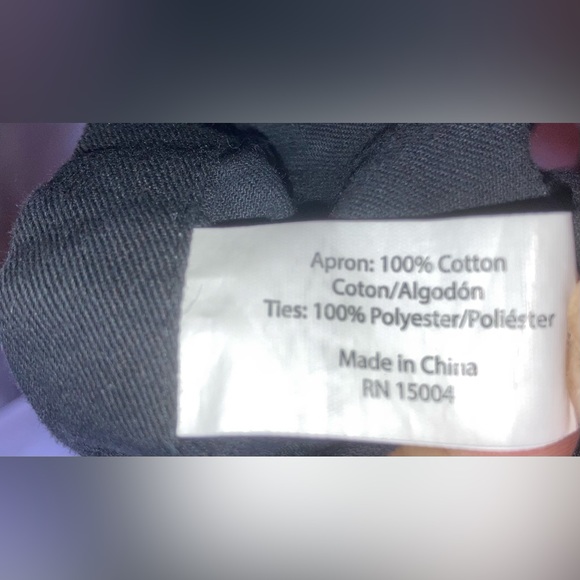 Apron: 100% Cotton
Coton/Algodón
Ties: 100% Polyester/Poliéster
Made in China
RN 15004